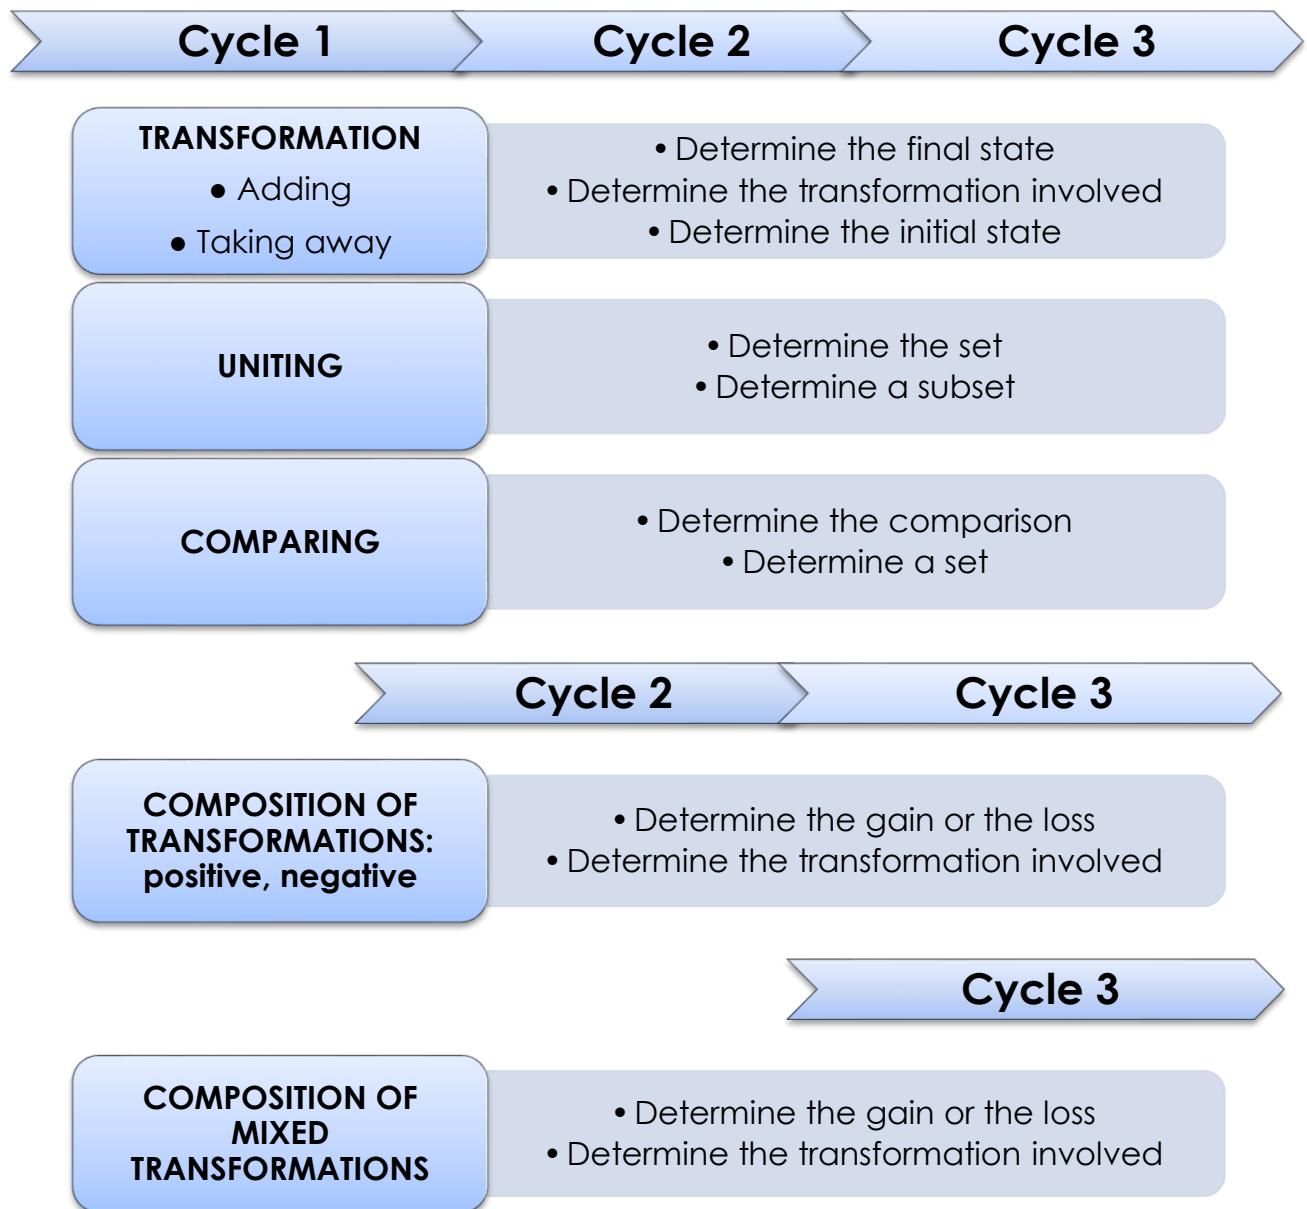 Cycle 1 Cycle 2 Cycle 3
TRANSFORMATION
● Adding
● Taking away
• Determine the final state
• Determine the transformation involved
• Determine the initial state
UNITING
• Determine the set
• Determine a subset
COMPARING
• Determine the comparison
• Determine a set
Cycle 2 Cycle 3
COMPOSITION OF
TRANSFORMATIONS:
positive, negative
• Determine the gain or the loss
• Determine the transformation involved
Cycle 3
COMPOSITION OF
MIXED
TRANSFORMATIONS
• Determine the gain or the loss
• Determine the transformation involved